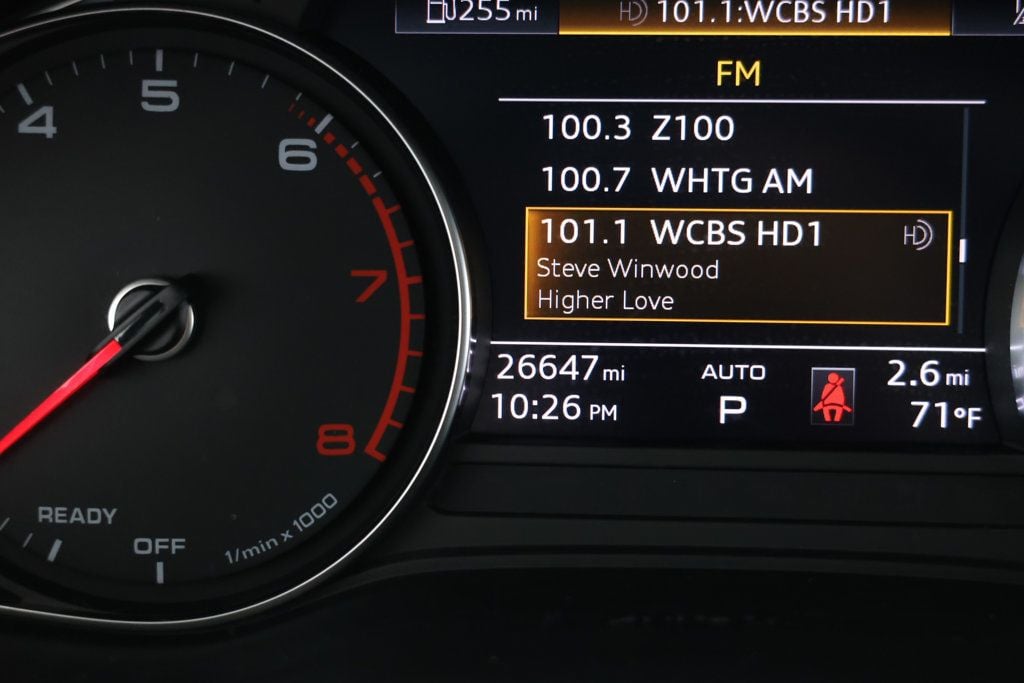 255 mi
HD 101.1:WCBS HD1
FM
100.3 Z100
100.7 WHTG AM
101.1 WCBS HD1 HD
Steve Winwood
Higher Love
26647 mi
AUTO
2.6 mi
10:26 PM
P
71°F
4
5
6
7
8
READY
OFF
1/min x 1000